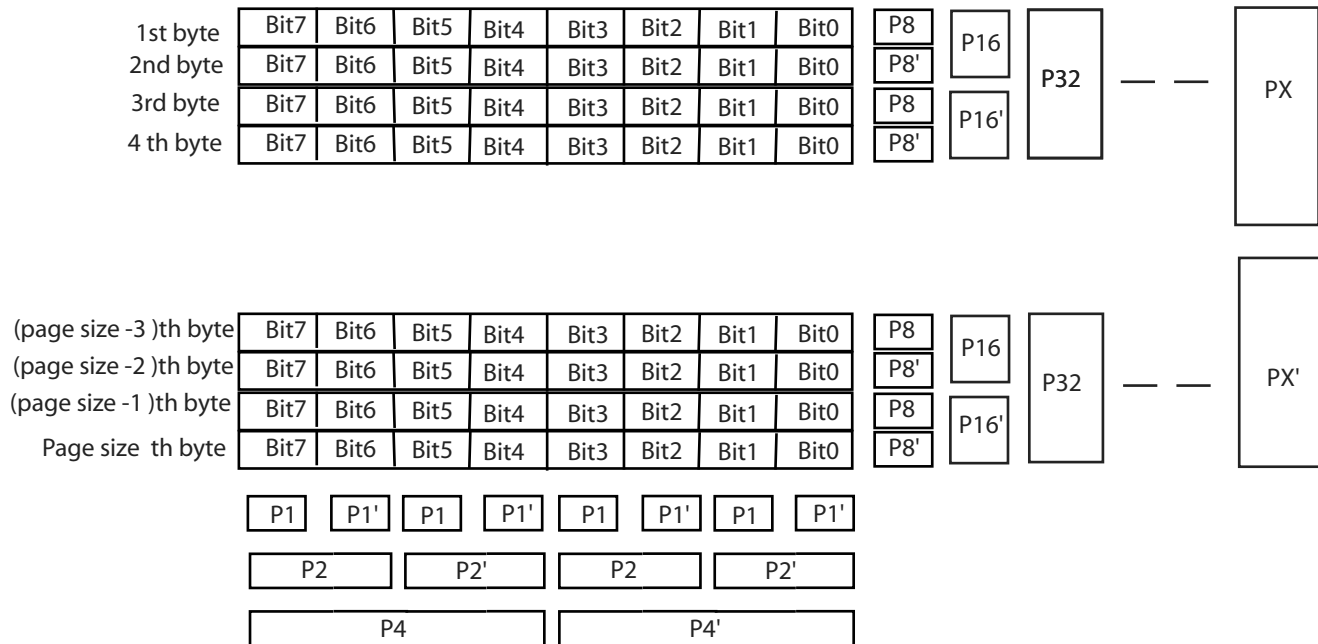 1st byte Bit7 Bit6 Bit5 Bit4 Bit3 Bit2 Bit1 Bit0 P8 P16 P32 PX
2nd byte Bit7 Bit6 Bit5 Bit4 Bit3 Bit2 Bit1 Bit0 P8'
3rd byte Bit7 Bit6 Bit5 Bit4 Bit3 Bit2 Bit1 Bit0 P8 P16'
4 th byte Bit7 Bit6 Bit5 Bit4 Bit3 Bit2 Bit1 Bit0 P8'
(page size -3 )th byte Bit7 Bit6 Bit5 Bit4 Bit3 Bit2 Bit1 Bit0 P8 P16 P32 PX'
(page size -2 )th byte Bit7 Bit6 Bit5 Bit4 Bit3 Bit2 Bit1 Bit0 P8'
(page size -1 )th byte Bit7 Bit6 Bit5 Bit4 Bit3 Bit2 Bit1 Bit0 P8 P16'
Page size th byte Bit7 Bit6 Bit5 Bit4 Bit3 Bit2 Bit1 Bit0 P8'
P1 P1' P1 P1' P1 P1' P1 P1'
P2 P2' P2 P2'
P4 P4'